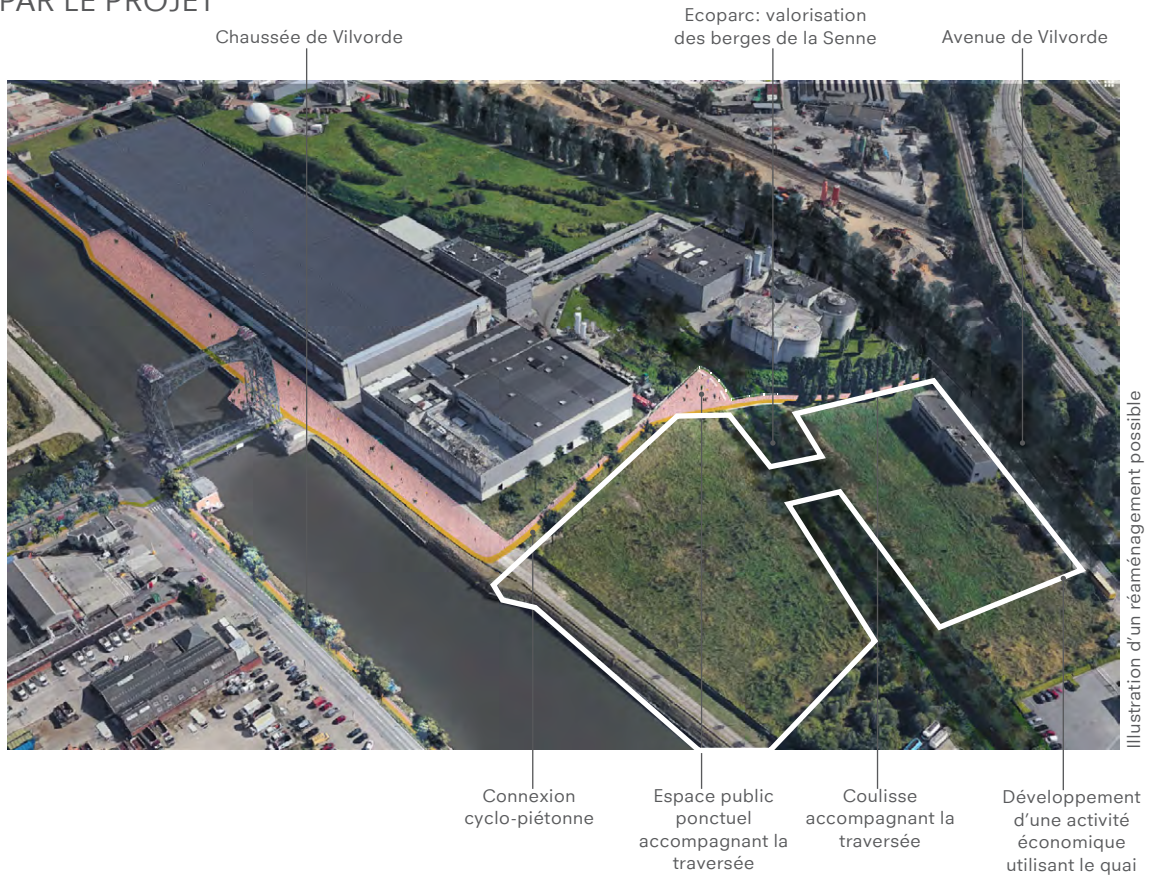 PAR LE PROJET
Chaussée de Vilvorde
Ecoparc: valorisation
des berges de la Senne
Avenue de Vilvorde
Illustration d'un réaménagement possible
Connexion
cyclo-piétonne
Espace public
ponctuel
accompagnant la
traversée
Coulisse
accompagnant la
traversée
Développement
d'une activité
économique
utilisant le quai